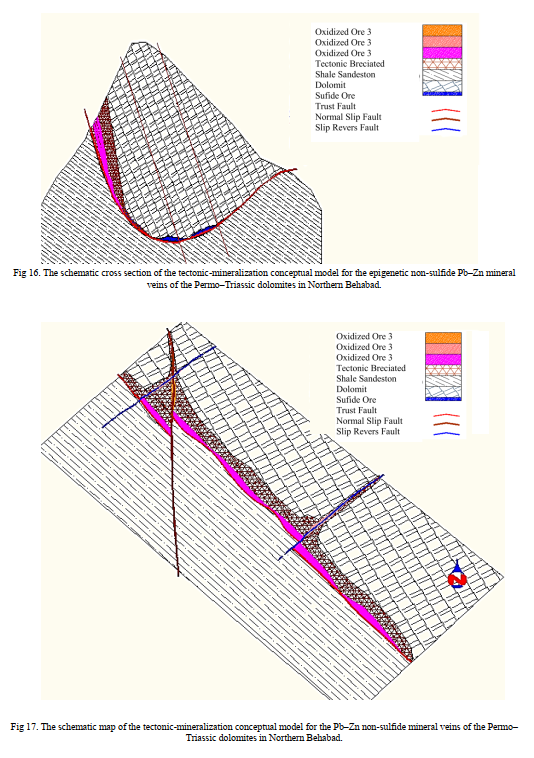 Oxidized Ore 3
Oxidized Ore 3
Oxidized Ore 3
Tectonic Breciated
Shale Sandeston
Dolomit
Sufide Ore
Trust Fault
Normal Slip Fault
Slip Revers Fault
Fig 16. The schematic cross section of the tectonic-mineralization conceptual model for the epigenetic non-sulfide Pb–Zn mineral
veins of the Permo–Triassic dolomites in Northern Behabad.
Oxidized Ore 3
Oxidized Ore 3
Oxidized Ore 3
Tectonic Breciated
Shale Sandeston
Dolomit
Sufide Ore
Trust Fault
Normal Slip Fault
Slip Revers Fault
N
Fig 17. The schematic map of the tectonic-mineralization conceptual model for the Pb–Zn non-sulfide mineral veins of the Permo–
Triassic dolomites in Northern Behabad.